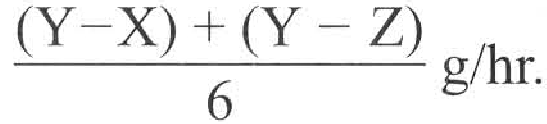 (Y−X) + (Y − Z)
6
g/hr.